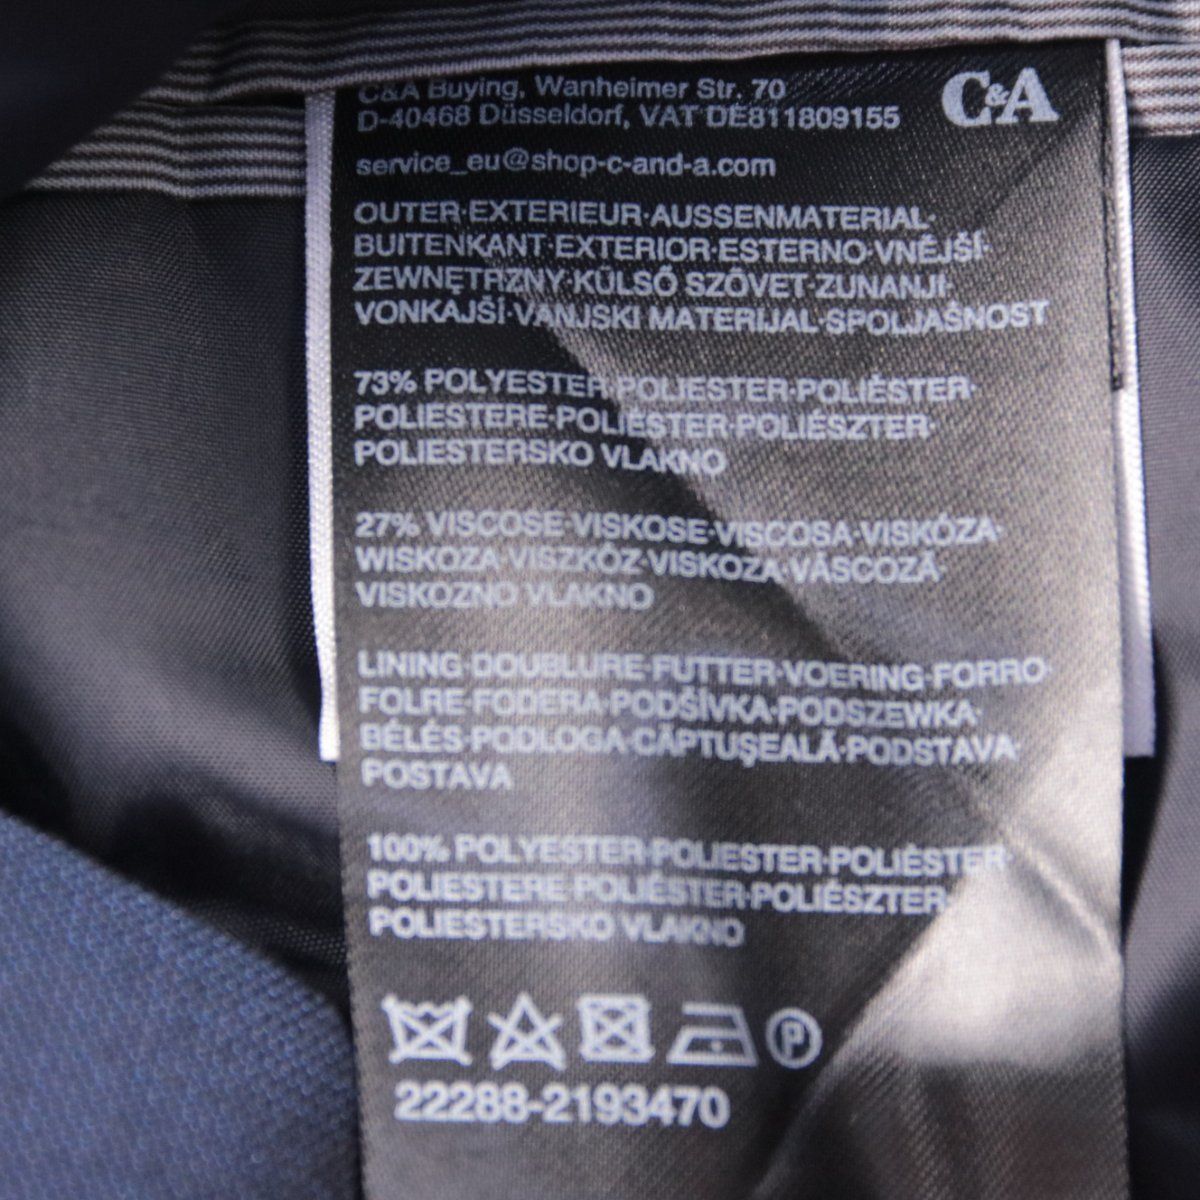 C&A Buying, Wanheimer Str. 70
D-40468 Düsseldorf, VAT DE811809155
C&A
service_eu@shop-c-and-a.com
OUTER·EXTERIEUR·AUSSENMATERIAL·
BUITENKANT·EXTERIOR·ESTERNO·VNĚJŠÍ·
ZEWNĘTRZNY·KÜLSŐ SZÖVET·ZUNANJI·
VONKAJŠÍ·VANJSKI MATERIJAL·SPOLJAŠNOST
73% POLYESTER·POLIESTER·POLIÉSTER·
POLIESTERE·POLIÉSTER·POLIÉSZTER·
POLIESTERSKO VLAKNO
27% VISCOSE·VISKOSE·VISCOSA·VISKÓZA·
WISKOZA·VISZKÓZ·VISKOZA·VÂSCOZĂ·
VISKOZNO VLAKNO
LINING·DOUBLURE·FUTTER·VOERING·FORRO·
FOLRE·FODERA·PODŠÍVKA·PODSZEWKA·
BÉLÉS·PODLOGA·CĂPTUŞEALĂ·PODSTAVA·
POSTAVA
100% POLYESTER·POLIESTER·POLIÉSTER·
POLIESTERE·POLIÉSTER·POLIÉSZTER·
POLIESTERSKO VLAKNO
P
22288-2193470